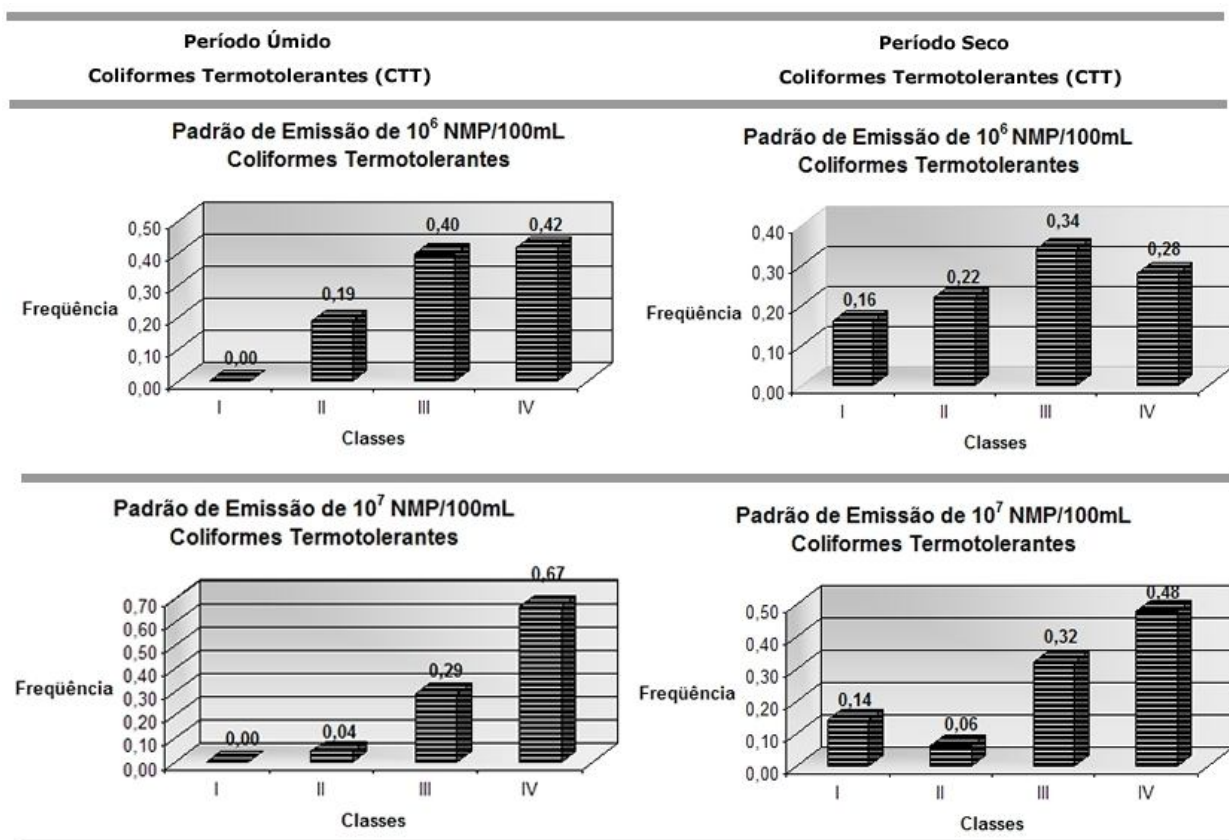 Período Úmido
Coliformes Termotolerantes (CTT)
Período Seco
Coliformes Termotolerantes (CTT)
Padrão de Emissão de 10⁶ NMP/100mL
Coliformes Termotolerantes
0,50
0,40
0,30
0,20
0,10
0,00
Freqüência
0,00
0,19
0,40
0,42
I II III IV
Classes
Padrão de Emissão de 10⁶ NMP/100mL
Coliformes Termotolerantes
0,40
0,30
0,20
0,10
0,00
Freqüência
0,16
0,22
0,34
0,28
I II III IV
Classes
Padrão de Emissão de 10⁷ NMP/100mL
Coliformes Termotolerantes
0,70
0,60
0,50
0,40
0,30
0,20
0,10
0,00
Freqüência
0,00
0,04
0,29
0,67
I II III IV
Classes
Padrão de Emissão de 10⁷ NMP/100mL
Coliformes Termotolerantes
0,50
0,40
0,30
0,20
0,10
0,00
Freqüência
0,14
0,06
0,32
0,48
I II III IV
Classes